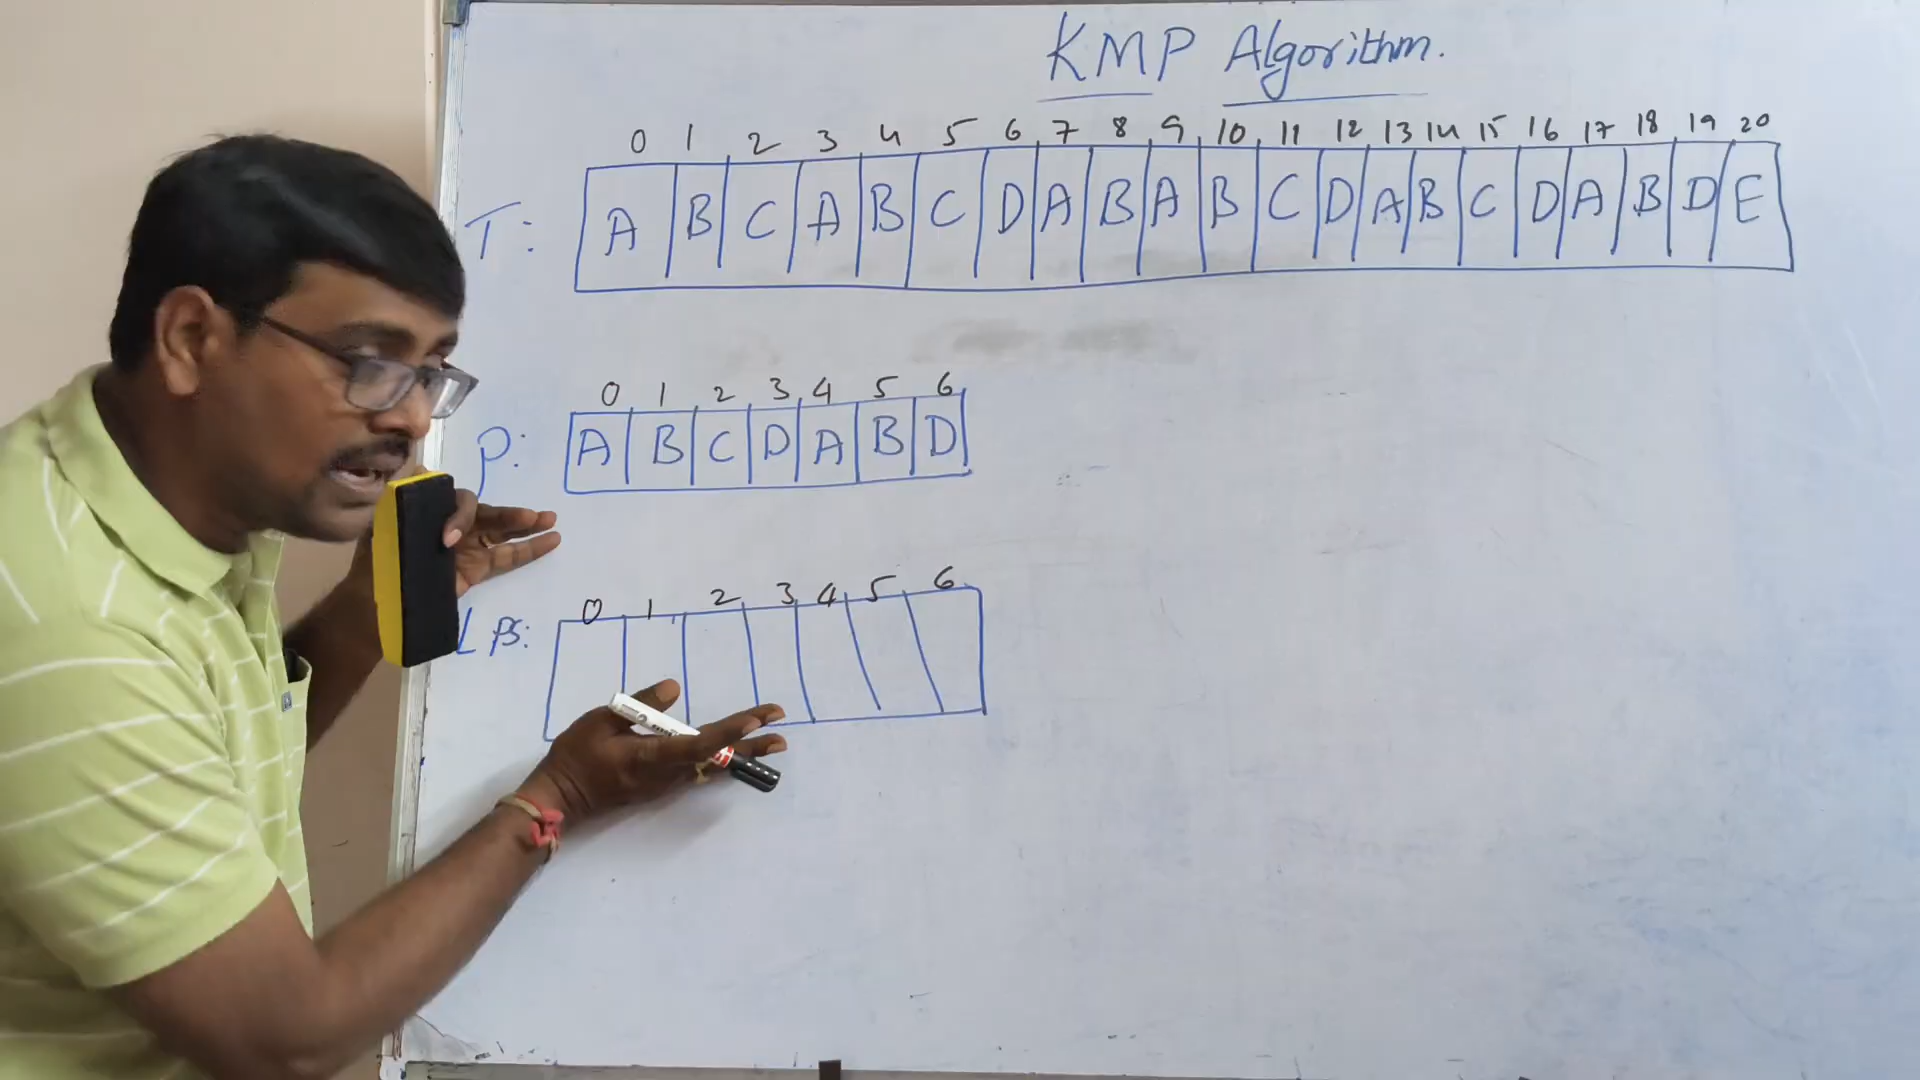 KMP Algorithm.
0 1 2 3 4 5 6 7 8 9 10 11 12 13 14 15 16 17 18 19 20
T: A B C A B C D A B A B C D A B C D A B D E
0 1 2 3 4 5 6
P: A B C D A B D
0 1 2 3 4 5 6
LPS: